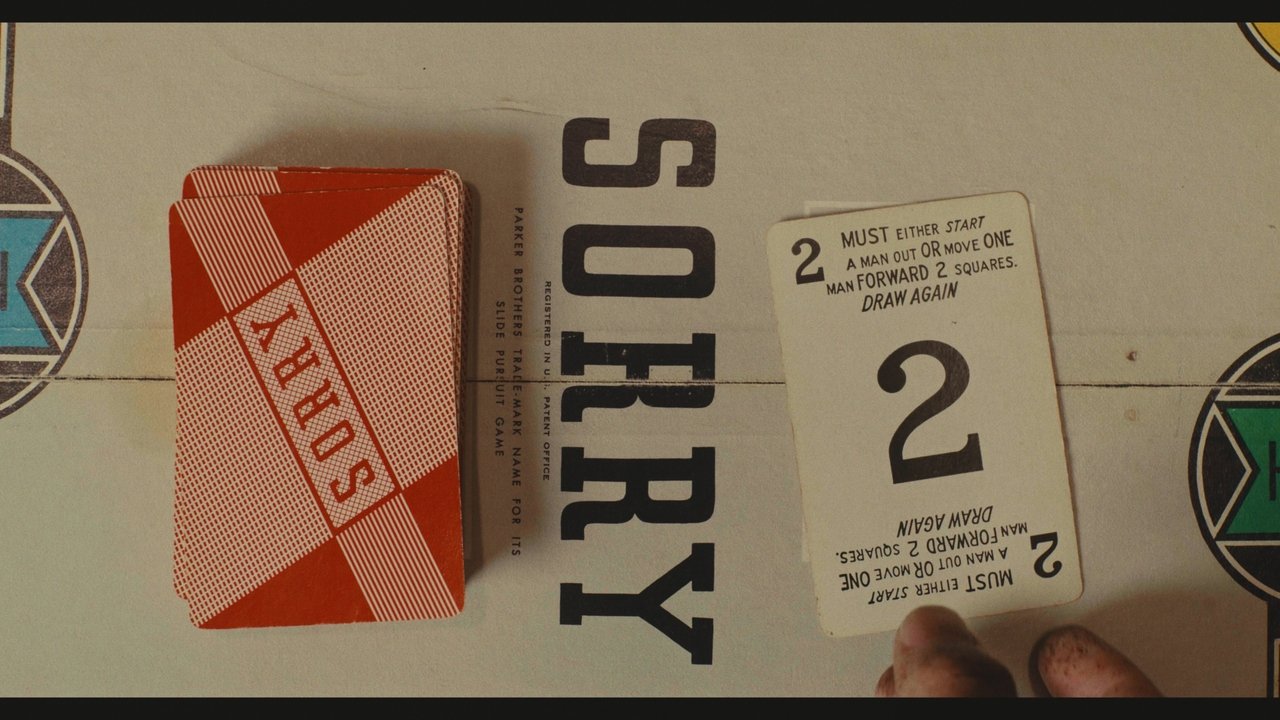 SORRY
SORRY
REGISTERED IN U.S. PATENT OFFICE
PARKER BROTHERS TRADE-MARK NAME FOR ITS
SLIDE PURSUIT GAME
2
MUST EITHER START
A MAN OUT OR MOVE ONE
MAN FORWARD 2 SQUARES.
DRAW AGAIN
2
2
MUST EITHER START
A MAN OUT OR MOVE ONE
MAN FORWARD 2 SQUARES.
DRAW AGAIN